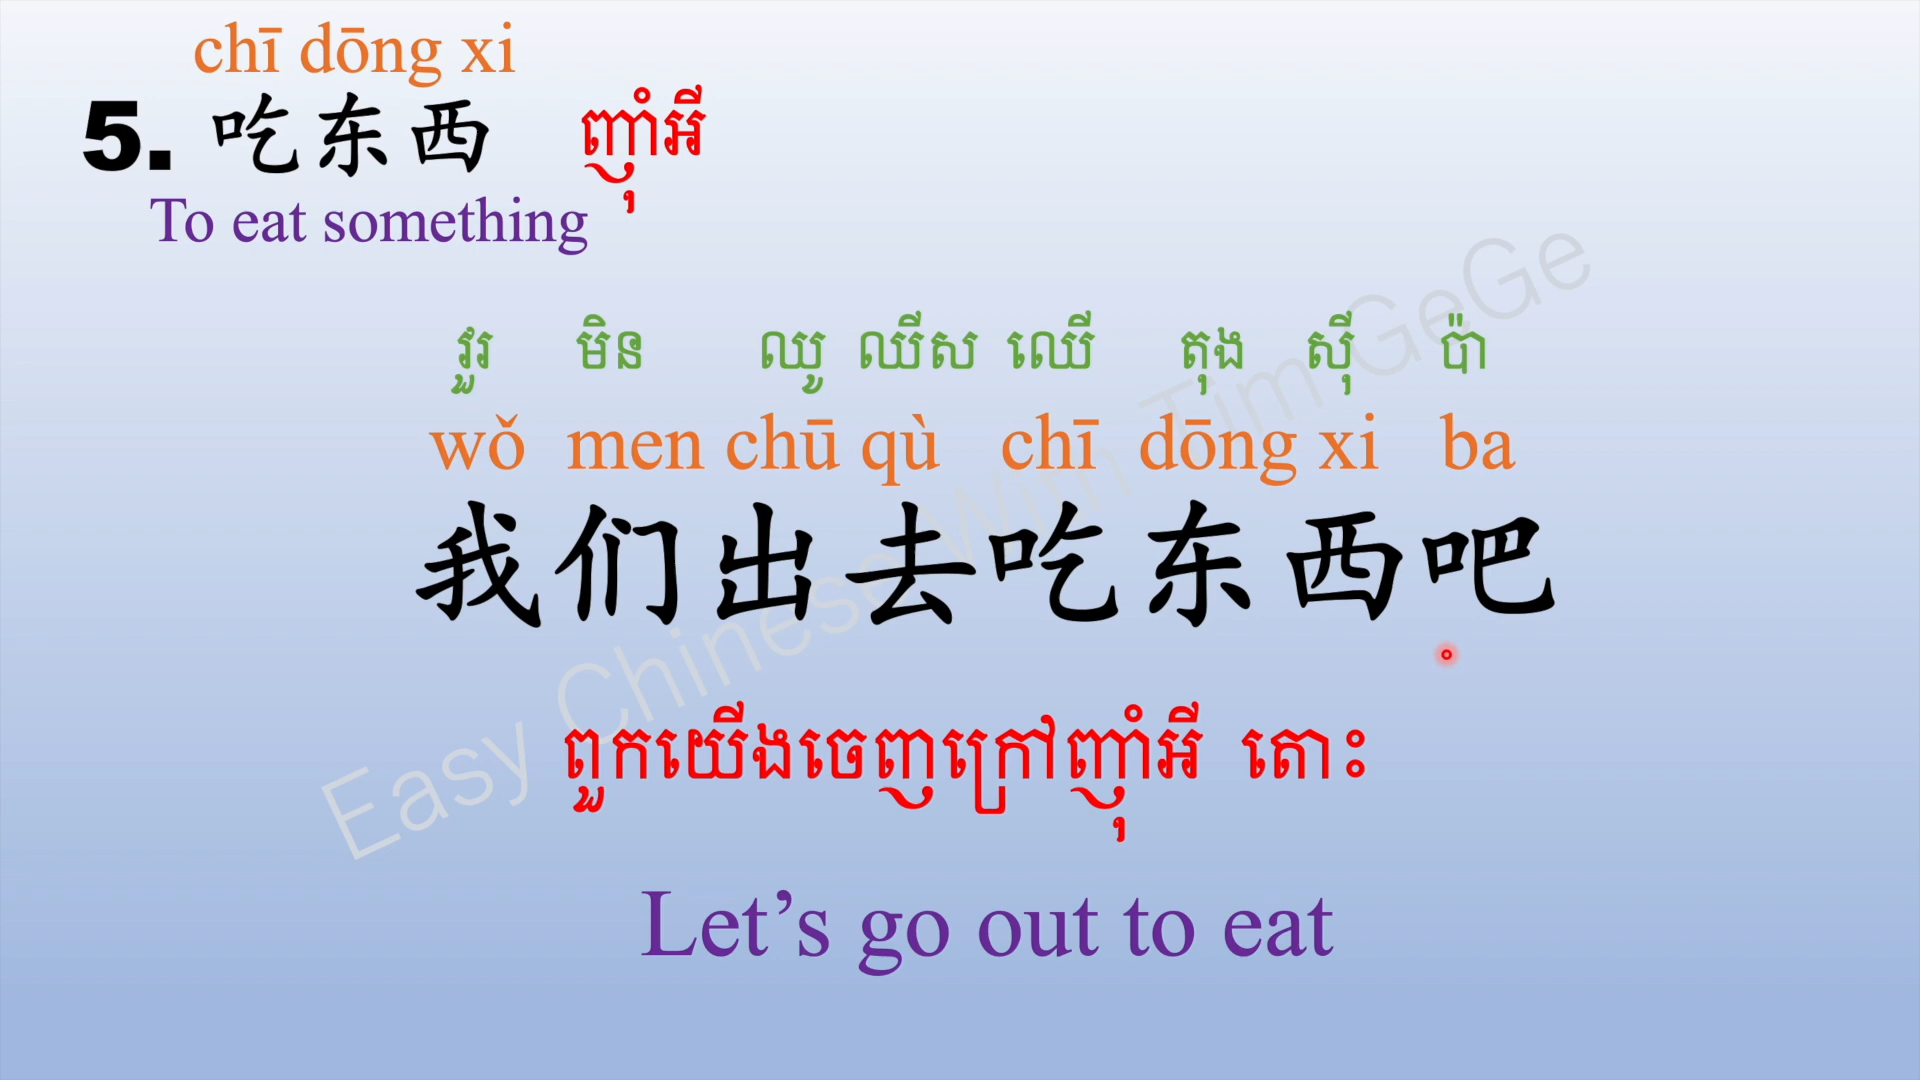 chī dōng xi
5. 吃东西 ញ៉ាំអី
To eat something
វួរ មិន ឈូ ឈឺស ឈើ តុង ស៊ី ប៉ា
wǒ men chū qù chī dōng xi ba
我们出去吃东西吧
ពួកយើងចេញក្រៅញ៉ាំអី តោះ
Let’s go out to eat
Easy Chinese With Tim GeGe